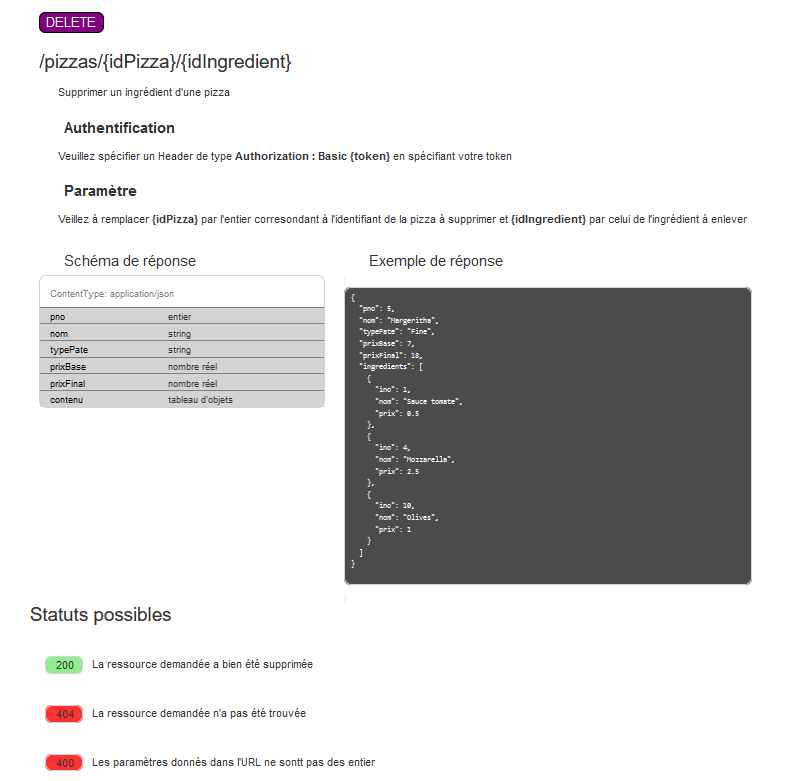 DELETE
/pizzas/{idPizza}/{idIngredient}
Supprimer un ingrédient d'une pizza
Authentification
Veuillez spécifier un Header de type Authorization : Basic {token} en spécifiant votre token
Paramètre
Veillez à remplacer {idPizza} par l'entier corresondant à l'identifiant de la pizza à supprimer et {idIngredient} par celui de l'ingrédient à enlever
Schéma de réponse
ContentType: application/json
pno entier
nom string
typePate string
prixBase nombre réel
prixFinal nombre réel
contenu tableau d'objets
Exemple de réponse
{
"pno": 5,
"nom": "Margeritha",
"typePate": "Fine",
"prixBase": 7,
"prixFinal": 18,
"ingredients": [
{
"ino": 1,
"nom": "Sauce tomate",
"prix": 0.5
},
{
"ino": 4,
"nom": "Mozzarella",
"prix": 2.5
},
{
"ino": 10,
"nom": "Olives",
"prix": 1
}
]
}
Statuts possibles
200 La ressource demandée a bien été supprimée
404 La ressource demandée n'a pas été trouvée
400 Les paramètres donnés dans l'URL ne sontt pas des entier